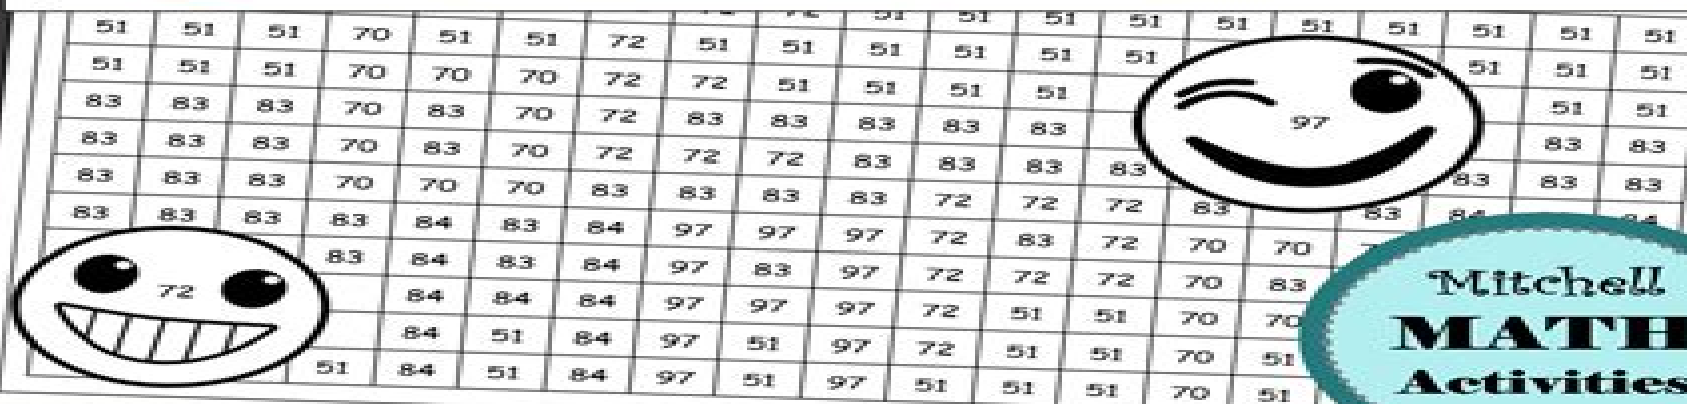 51 51 51 51 51 51 51 51 51 51
51 51 51 70 51 51 72 51 51 51 51 51 51 51 51 51
51 51 51 70 70 70 72 72 51 51 51 51 51 51
97
83 83 83 70 83 70 72 83 83 83 83 83 83 83
83 83 83 70 83 70 72 72 72 83 83 83 83 83 83 83
83 83 83 70 70 70 83 83 83 83 72 72 72 83 83
83 83 83 83 84 83 84 97 97 97 72 83 72 70 70
83 84 83 84 97 83 97 72 72 72 70 83
72
84 84 84 97 97 97 72 51 51 70 70
84 51 84 97 51 97 72 51 51 70 51
51 84 51 84 97 51 97 51 51 51 70 51
Mitchell
MATH
Activities